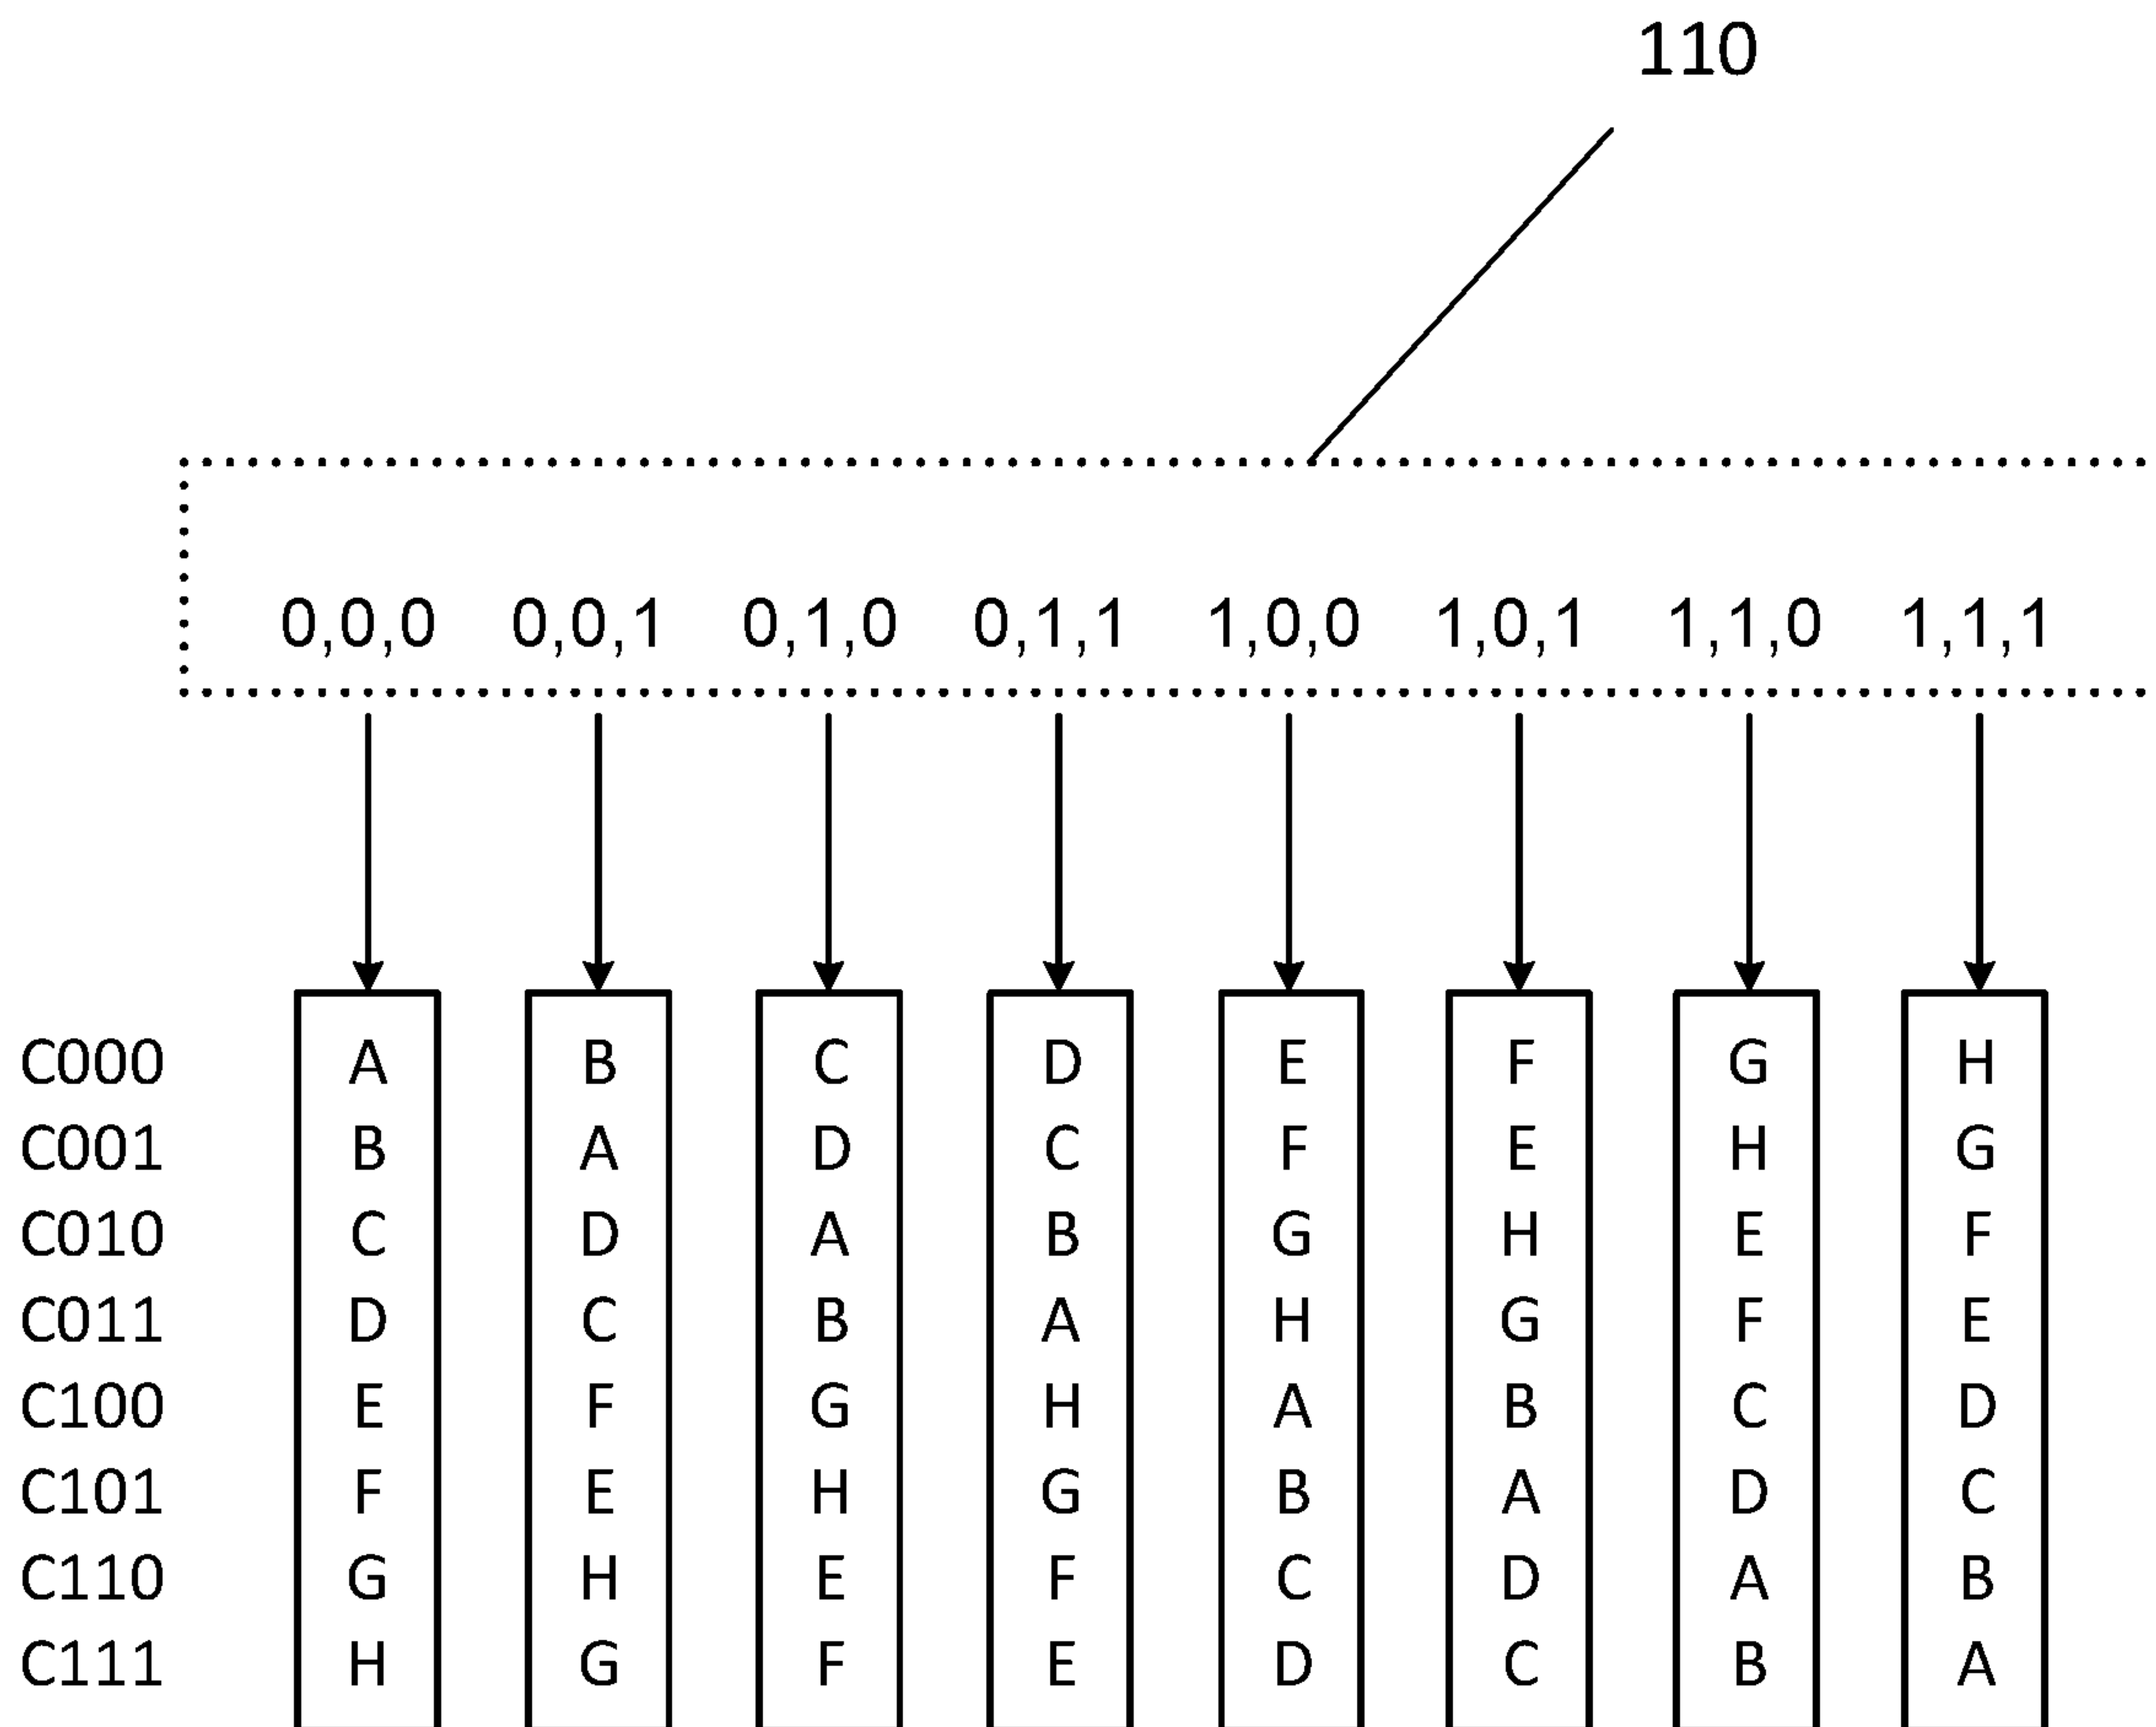 110
0,0,0 0,0,1 0,1,0 0,1,1 1,0,0 1,0,1 1,1,0 1,1,1
C000 A B C D E F G H
C001 B A D C F E H G
C010 C D A B G H E F
C011 D C B A H G F E
C100 E F G H A B C D
C101 F E H G B A D C
C110 G H E F C D A B
C111 H G F E D C B A